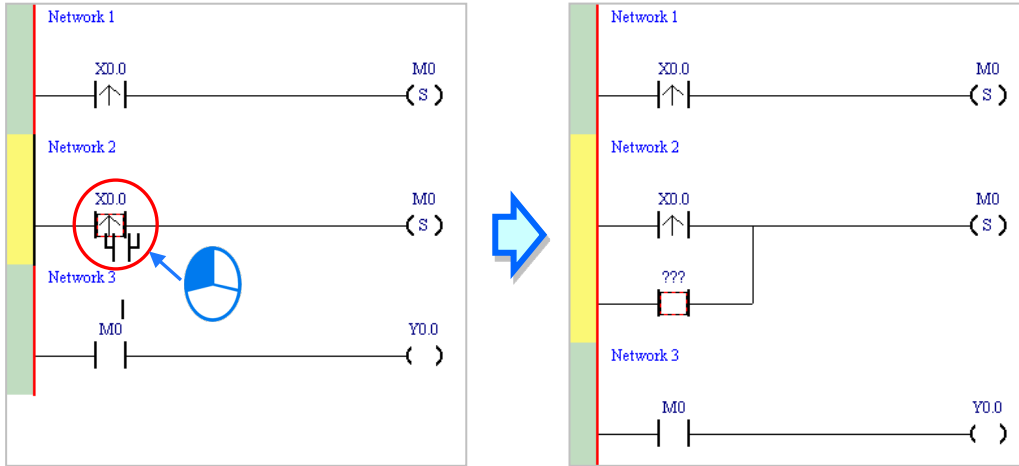 Network 1
X0.0 M0
S
Network 2
X0.0 M0
S
Network 3
M0 Y0.0
Network 1
X0.0 M0
S
Network 2
X0.0 M0
S
???
Network 3
M0 Y0.0